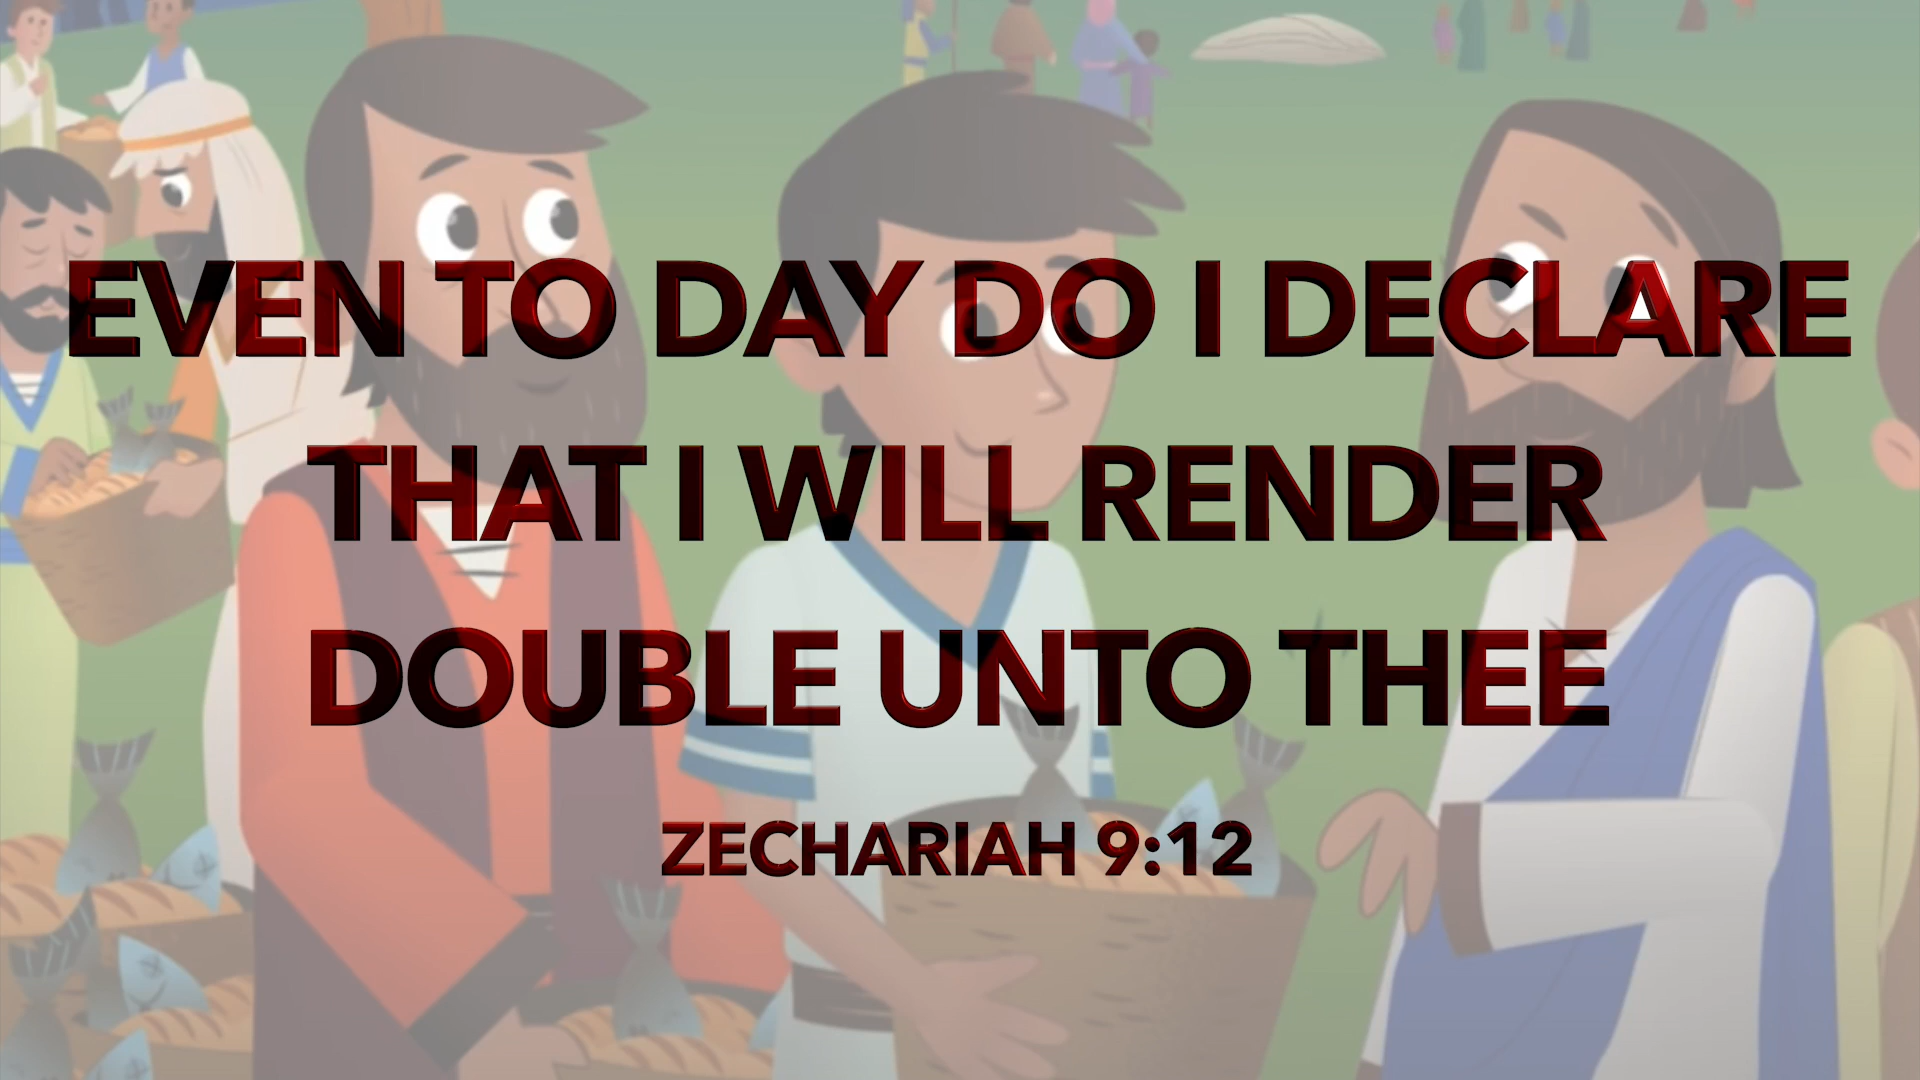 EVEN TO DAY DO I DECLARE
THAT I WILL RENDER
DOUBLE UNTO THEE
ZECHARIAH 9:12